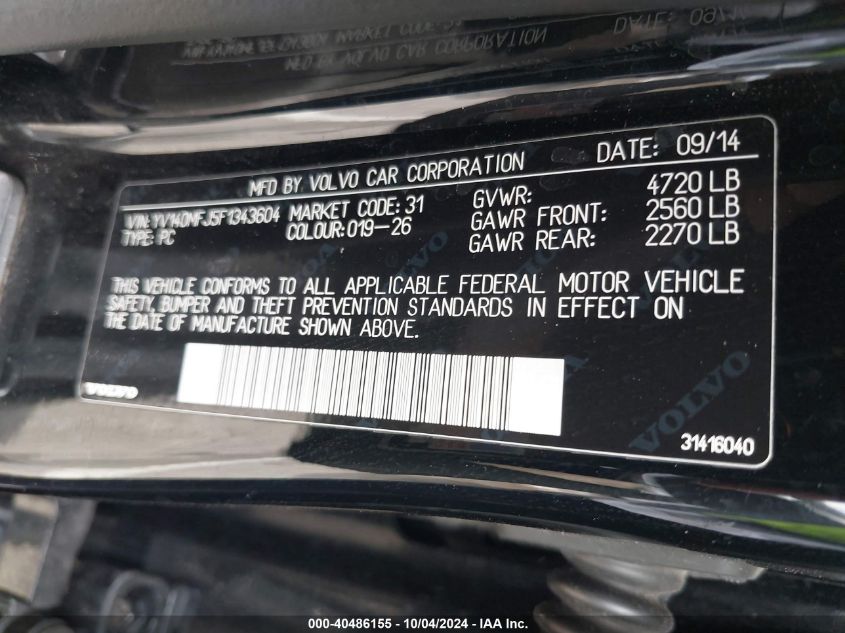 MFD BY VOLVO CAR CORPORATION DATE: 09/14
VIN: YV140MFJ5F1343604 MARKET CODE: 31 GVWR: 4720 LB
TYPE: PC COLOUR: 019-26 GAWR FRONT: 2560 LB
GAWR REAR: 2270 LB
THIS VEHICLE CONFORMS TO ALL APPLICABLE FEDERAL MOTOR VEHICLE
SAFETY, BUMPER AND THEFT PREVENTION STANDARDS IN EFFECT ON
THE DATE OF MANUFACTURE SHOWN ABOVE.
VOLVO
VOLVO
31416040
000-40486155 - 10/04/2024 - © IAA Inc.